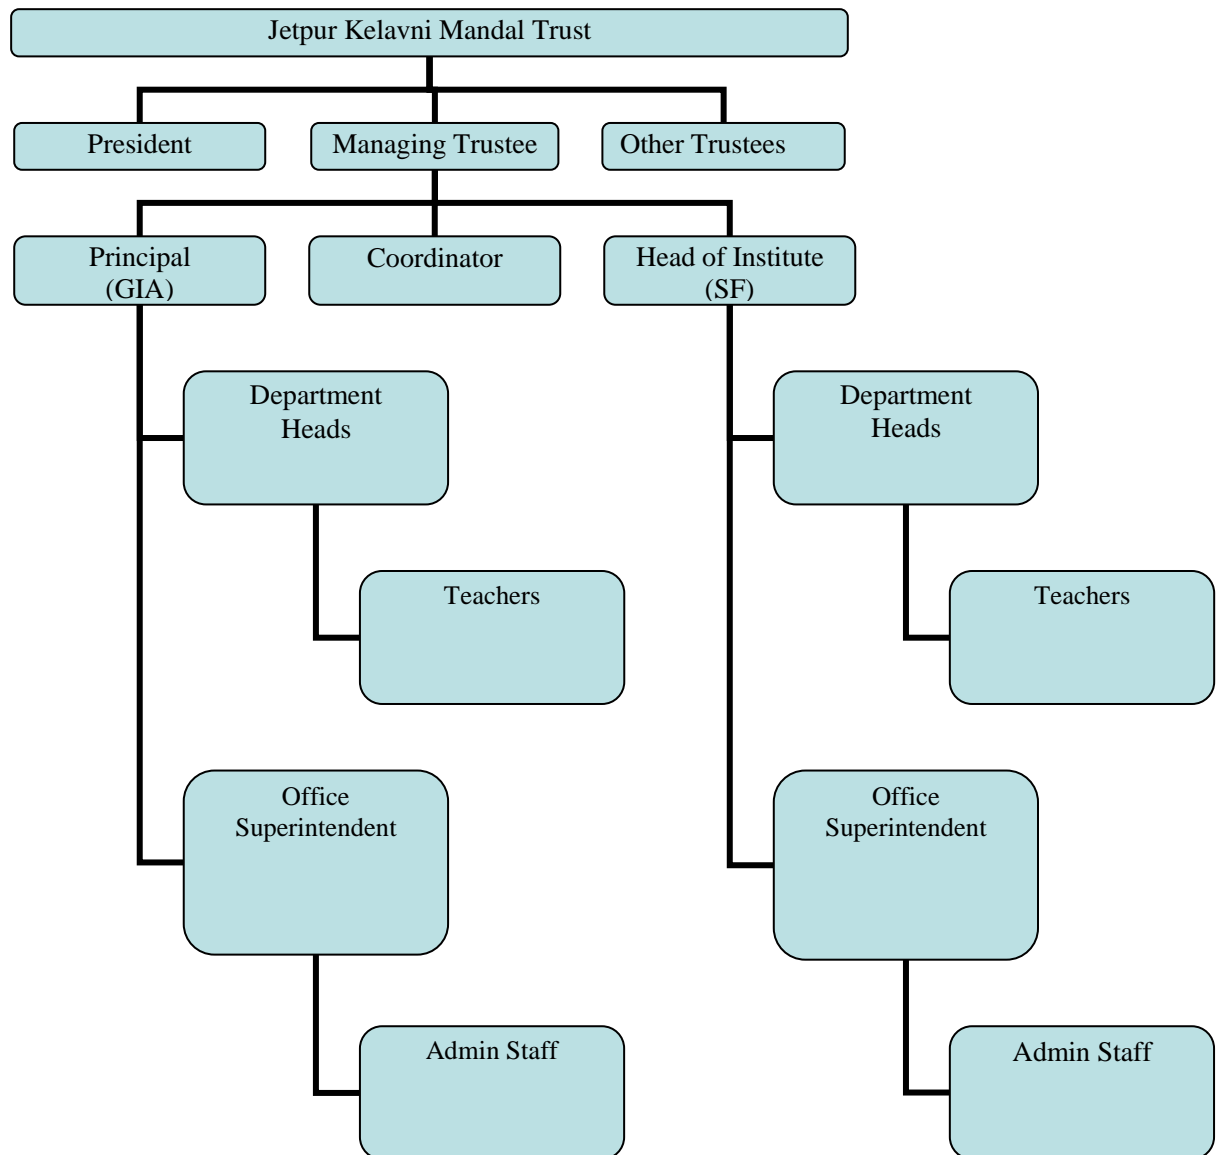 Jetpur Kelavni Mandal Trust
President
Managing Trustee
Other Trustees
Principal
(GIA)
Coordinator
Head of Institute
(SF)
Department
Heads
Department
Heads
Teachers
Teachers
Office
Superintendent
Office
Superintendent
Admin Staff
Admin Staff